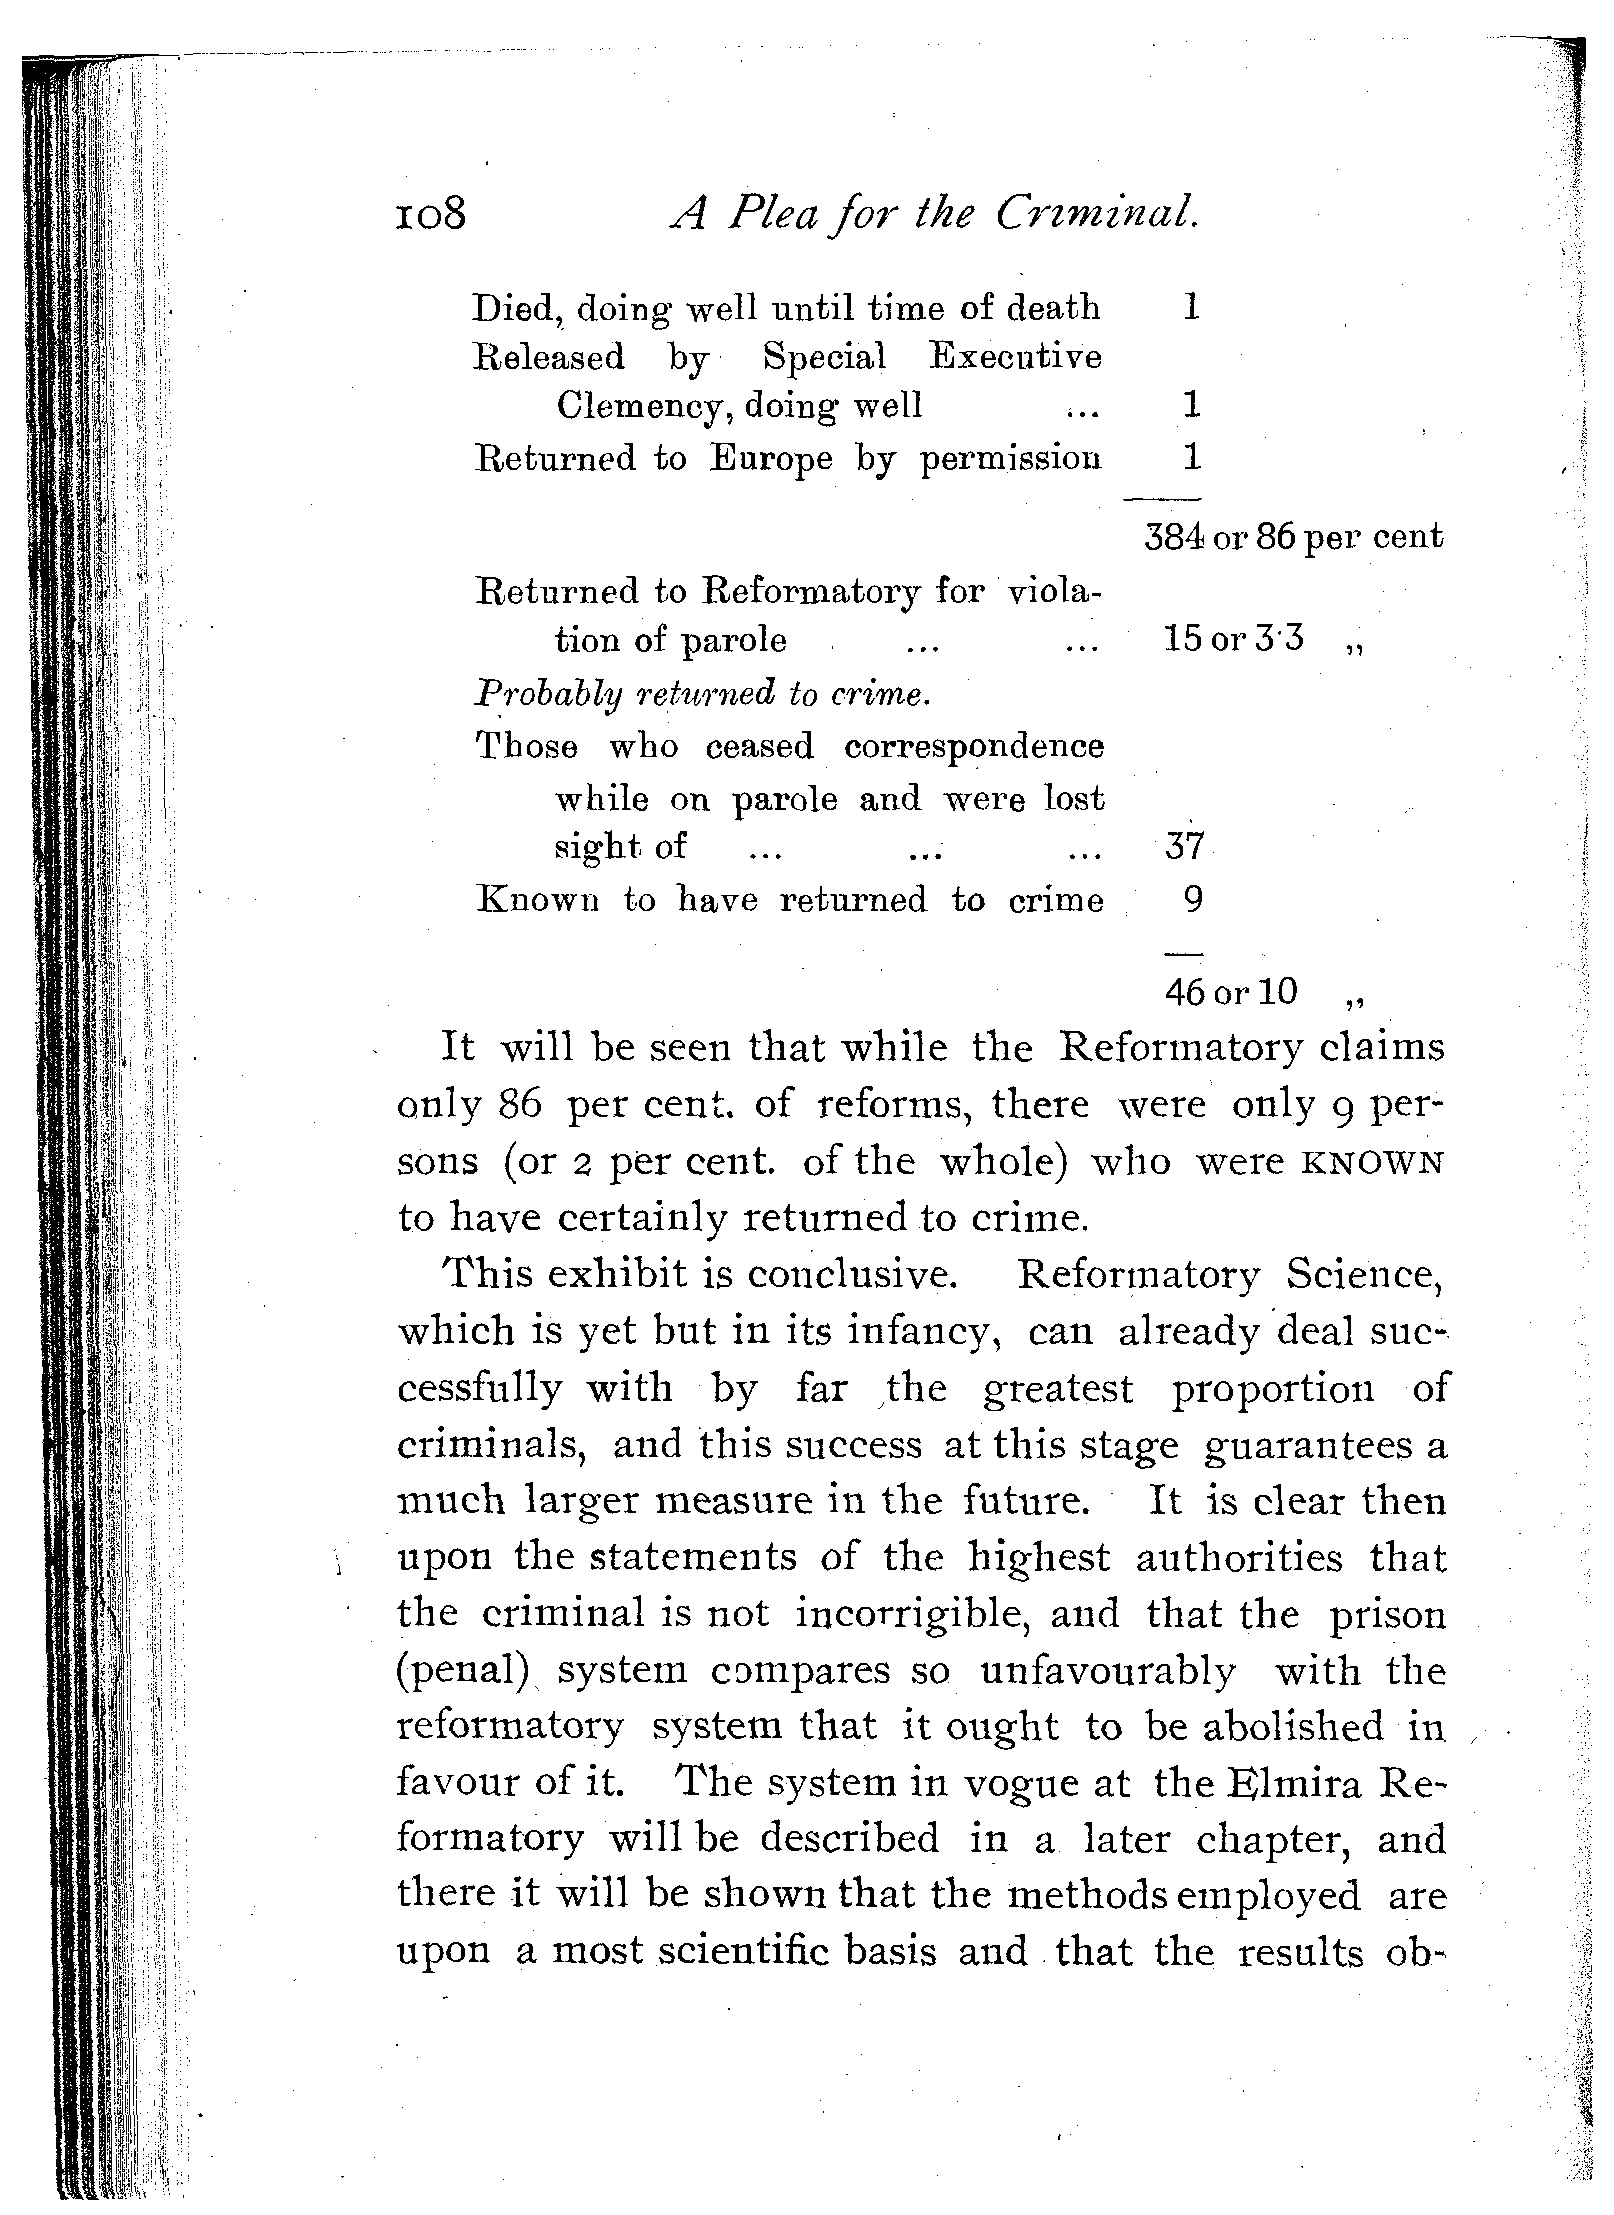 108 A Plea for the Criminal.
Died, doing well until time of death 1
Released by Special Executive
Clemency, doing well ... 1
Returned to Europe by permission 1
384 or 86 per cent
Returned to Reformatory for viola-
tion of parole ... ... 15 or 3·3 „
Probably returned to crime.
Those who ceased correspondence
while on parole and were lost
sight of ... ... ... 37
Known to have returned to crime 9
46 or 10 „
It will be seen that while the Reformatory claims
only 86 per cent. of reforms, there were only 9 per-
sons (or 2 per cent. of the whole) who were KNOWN
to have certainly returned to crime.
This exhibit is conclusive. Reformatory Science,
which is yet but in its infancy, can already deal suc-
cessfully with by far the greatest proportion of
criminals, and this success at this stage guarantees a
much larger measure in the future. It is clear then
upon the statements of the highest authorities that
the criminal is not incorrigible, and that the prison
(penal) system compares so unfavourably with the
reformatory system that it ought to be abolished in
favour of it. The system in vogue at the Elmira Re-
formatory will be described in a later chapter, and
there it will be shown that the methods employed are
upon a most scientific basis and that the results ob-